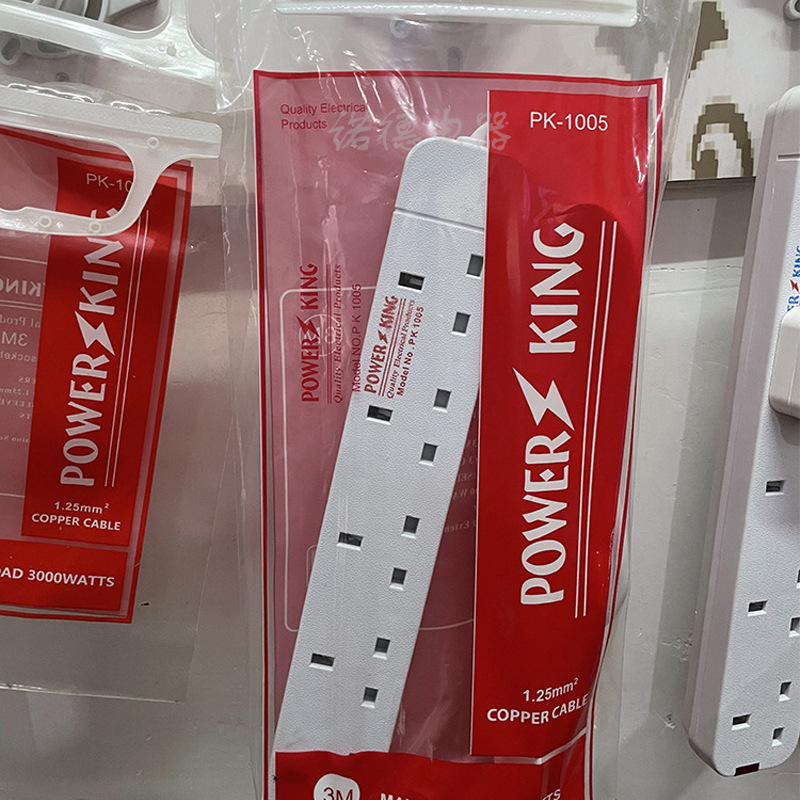 Quality Electrical
Products
诺德电器
PK-1005
POWER KING
1.25mm²
COPPER CABLE
3M
POWER KING
Quality Electrical Products
Model NO.PK 1005
POWER KING
Quality Electrical Products
Model No. PK 1005
PK-10
POWER KING
1.25mm²
COPPER CABLE
AD 3000WATTS
KING